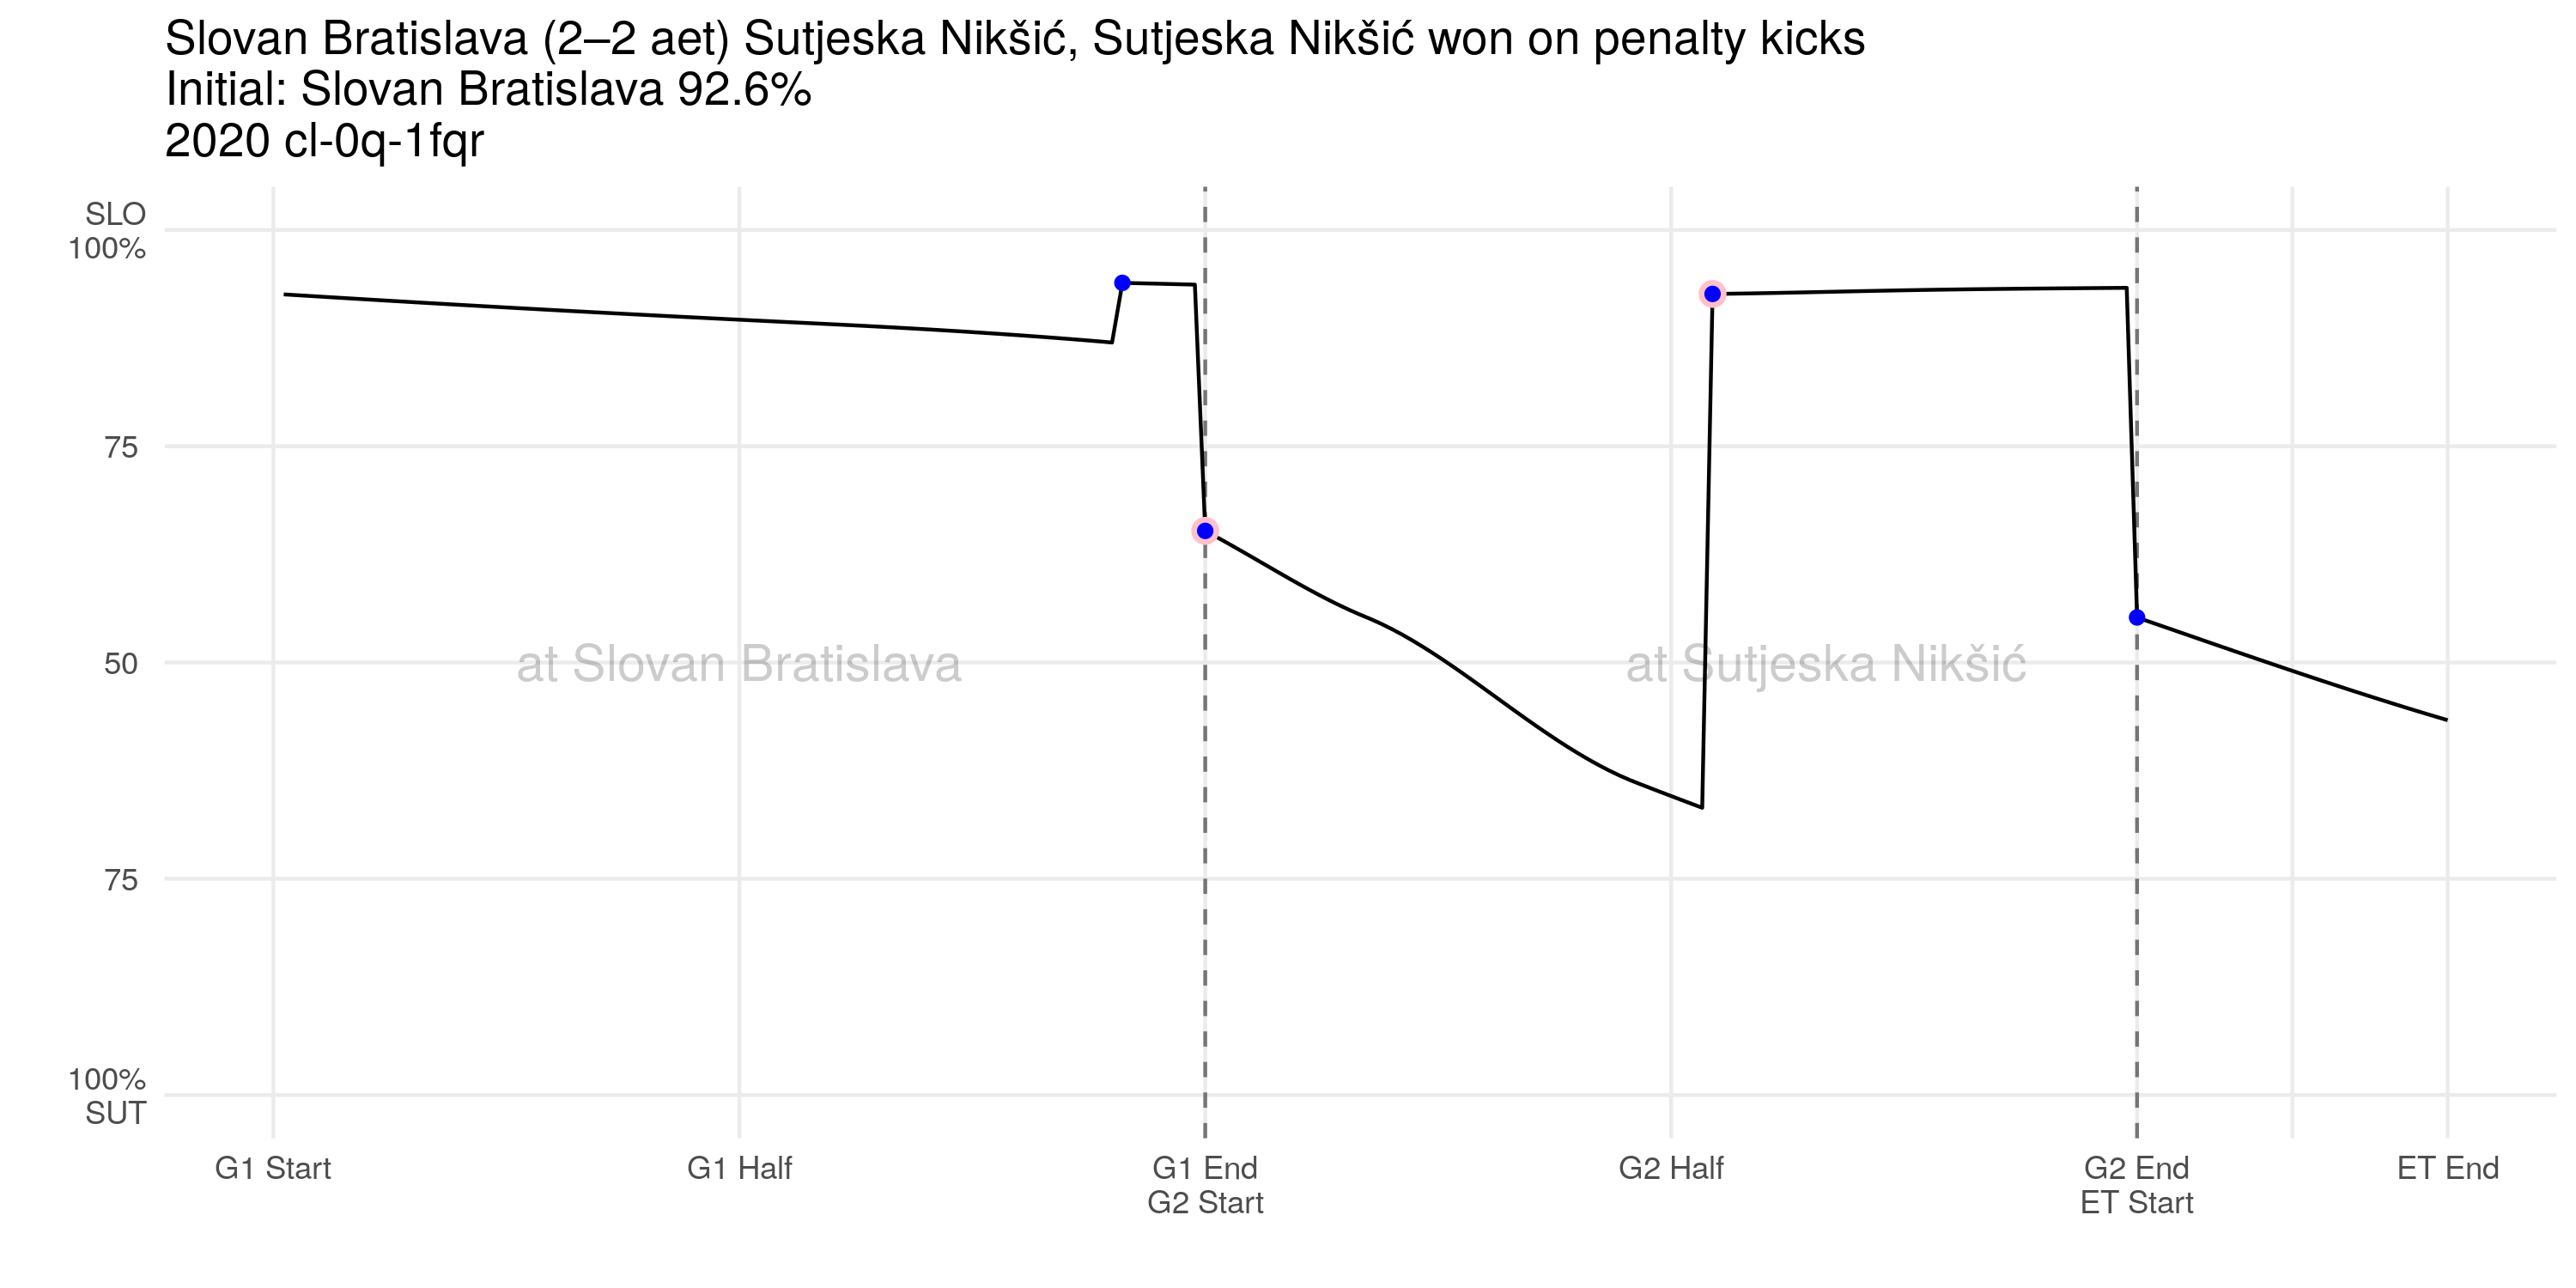 Slovan Bratislava (2–2 aet) Sutjeska Nikšić, Sutjeska Nikšić won on penalty kicks
Initial: Slovan Bratislava 92.6%
2020 cl-0q-1fqr
SLO
100%
75
50
75
100%
SUT
at Slovan Bratislava
at Sutjeska Nikšić
G1 Start
G1 Half
G1 End
G2 Start
G2 Half
G2 End
ET Start
ET End